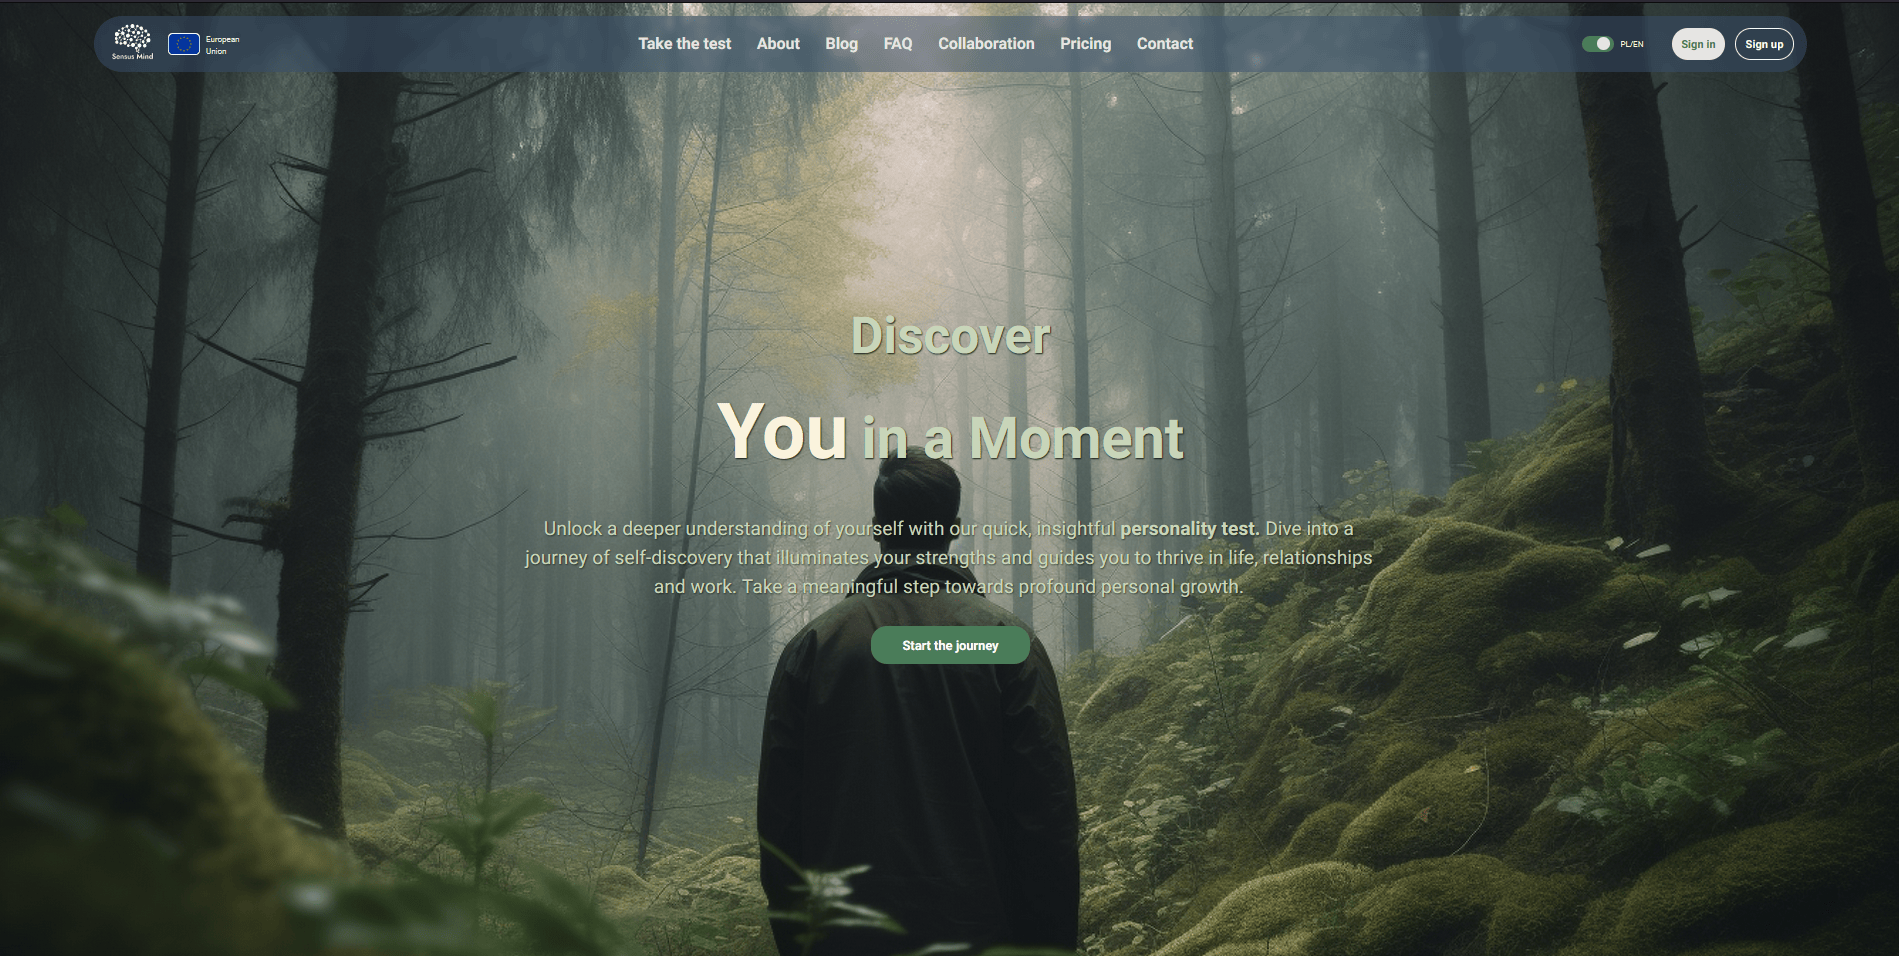 Sensus Mind
European
Union
Take the test About Blog FAQ Collaboration Pricing Contact
PL/EN
Sign in
Sign up
Discover
You in a Moment
Unlock a deeper understanding of yourself with our quick, insightful personality test. Dive into a
journey of self-discovery that illuminates your strengths and guides you to thrive in life, relationships
and work. Take a meaningful step towards profound personal growth.
Start the journey